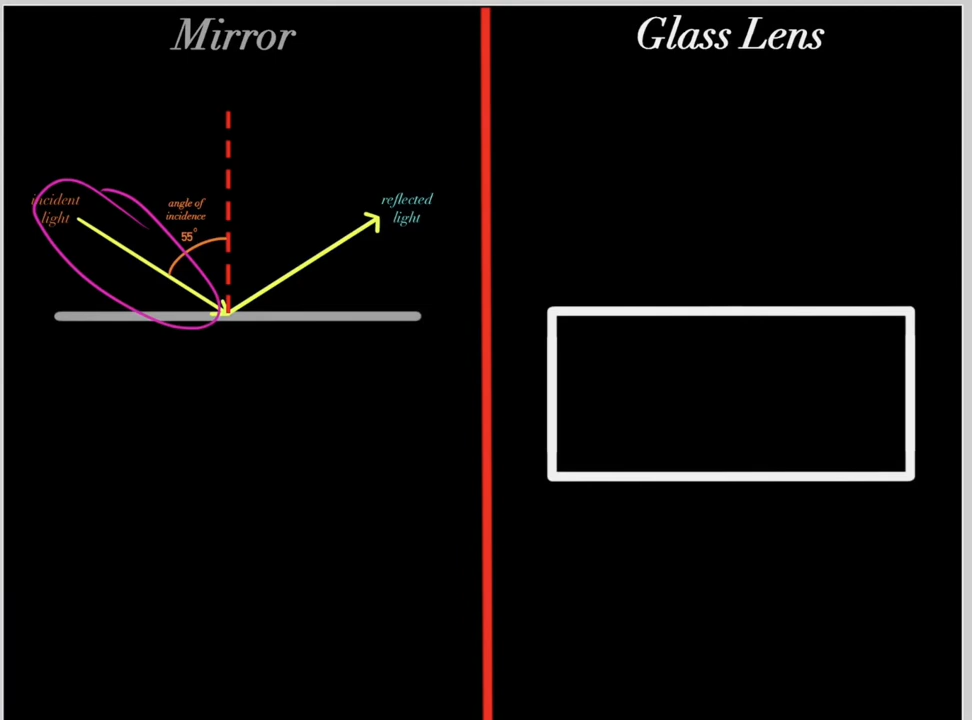 Mirror
Glass Lens
incident
light
angle of
incidence
55°
reflected
light